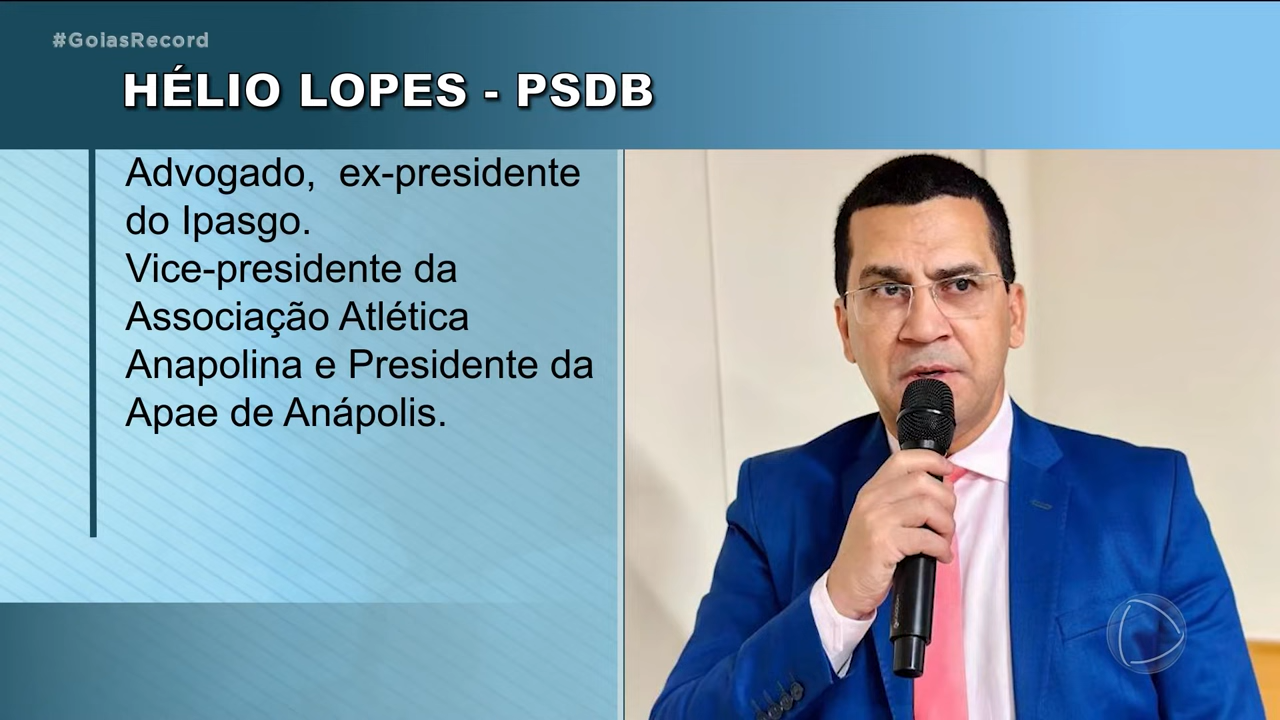 #GoiasRecord
HÉLIO LOPES - PSDB
Advogado, ex-presidente
do Ipasgo.
Vice-presidente da
Associação Atlética
Anapolina e Presidente da
Apae de Anápolis.